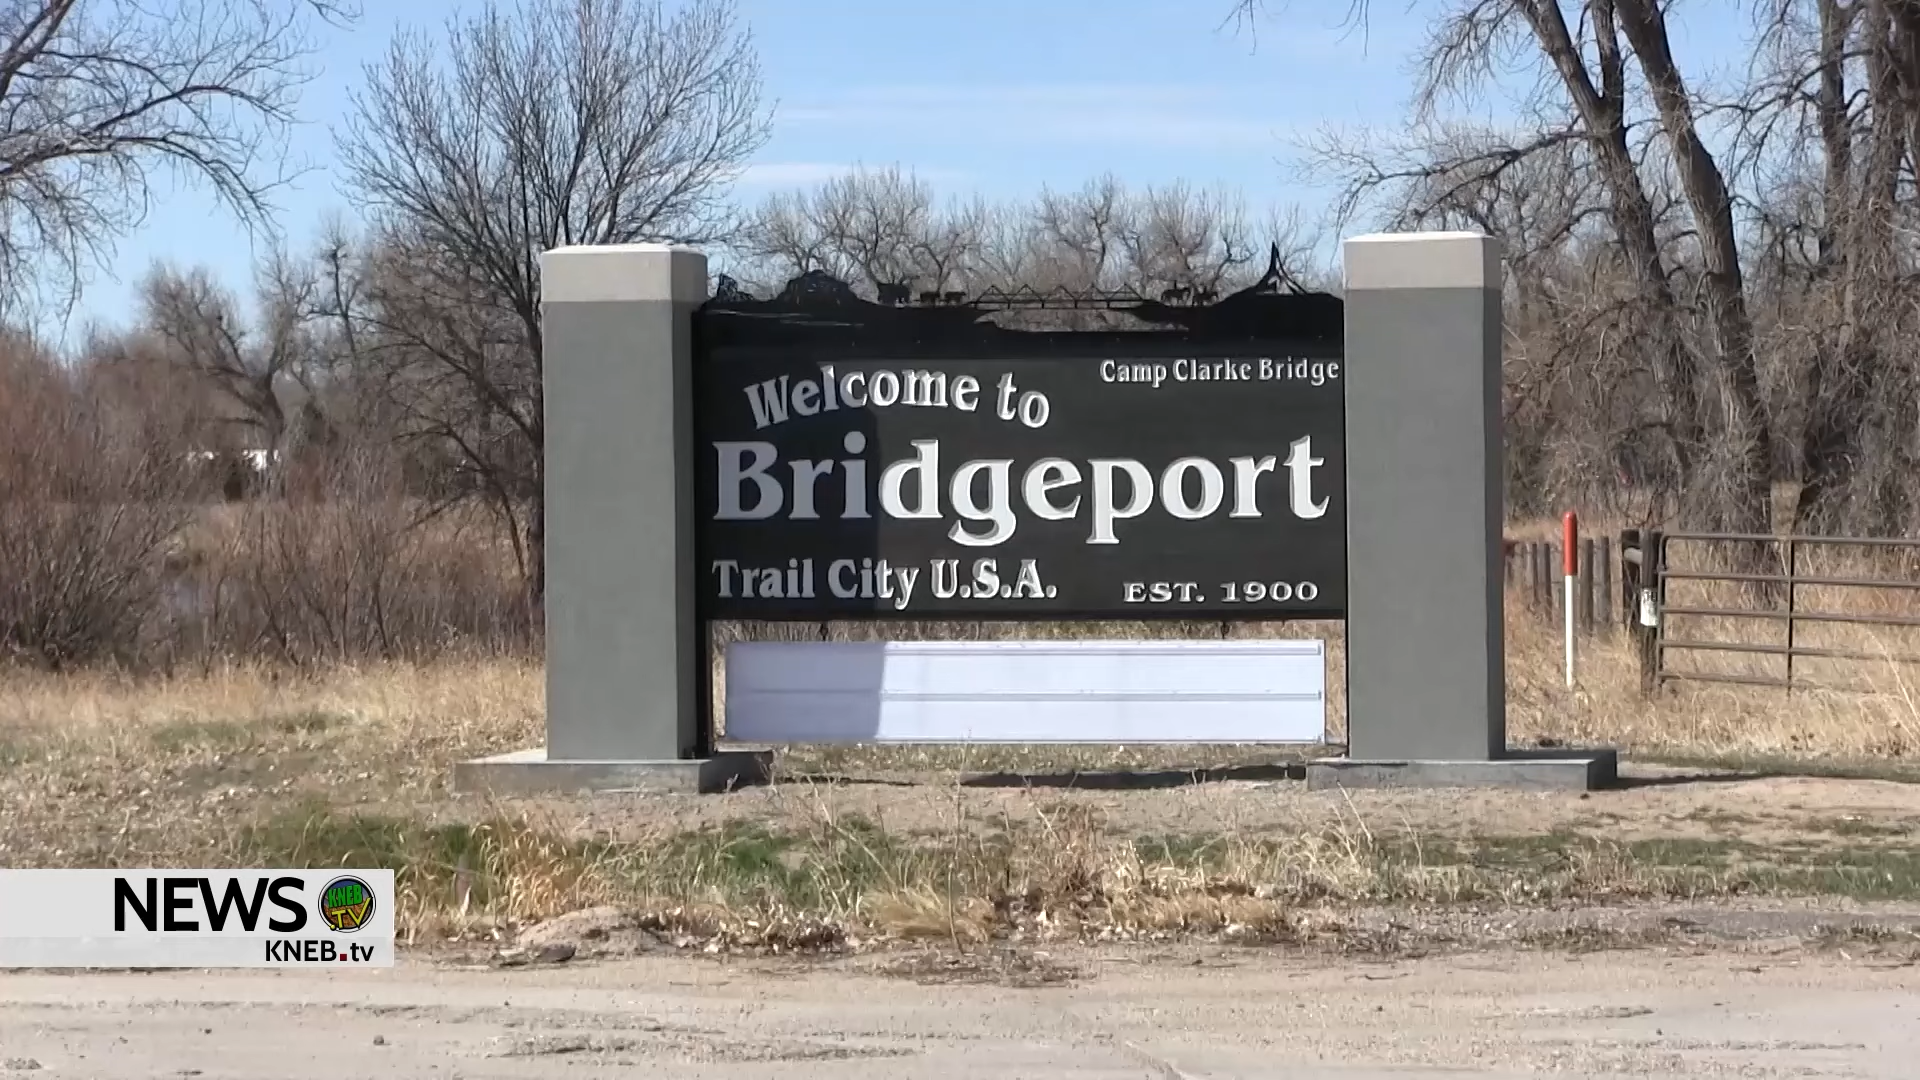 Camp Clarke Bridge
Welcome to
Bridgeport
Trail City U.S.A. EST. 1900
NEWS KNEB TV
KNEB.tv